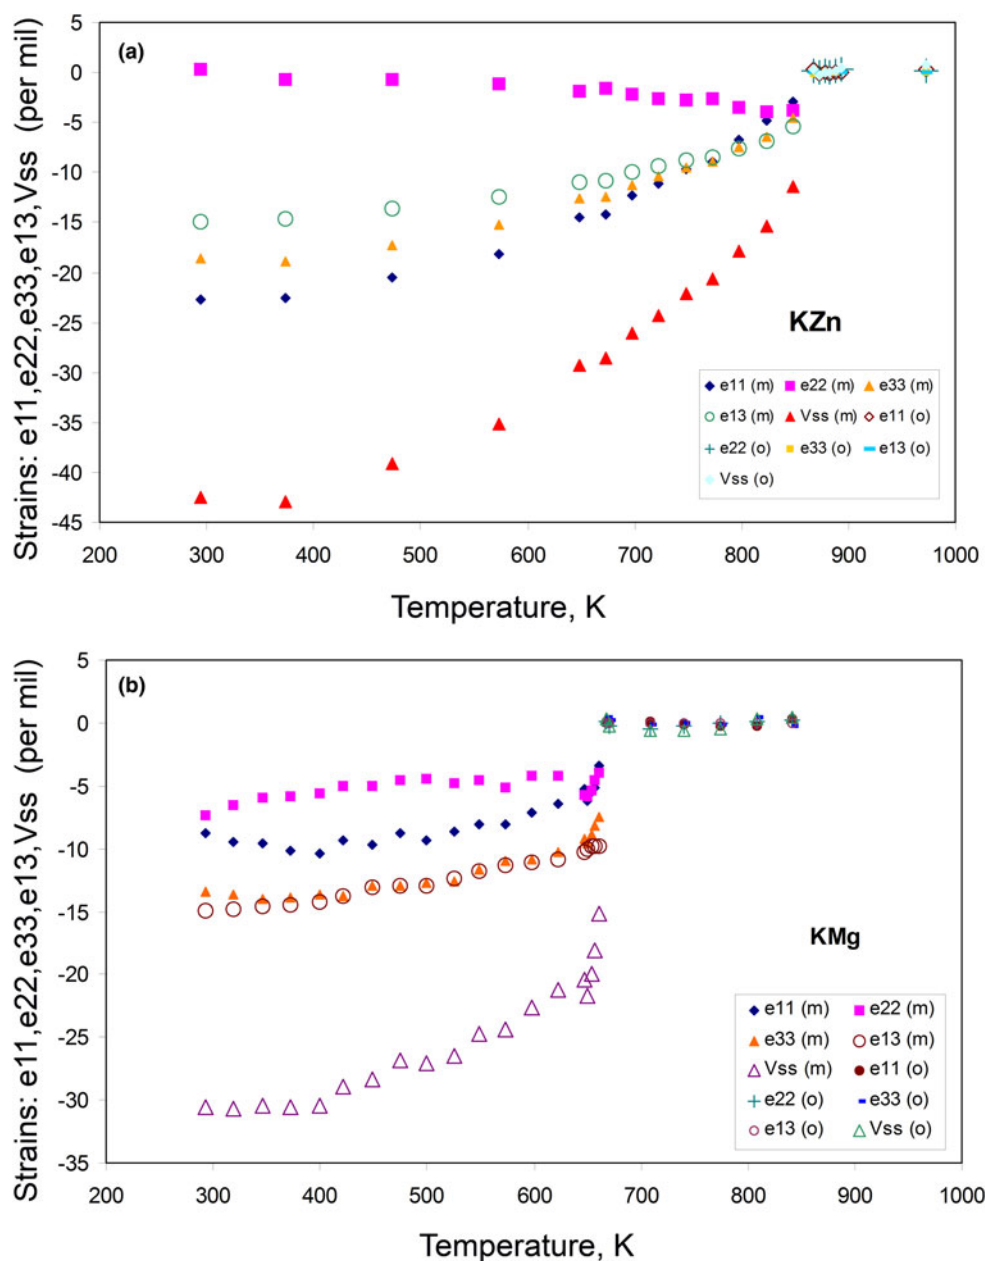 (a)
Strains: e11,e22,e33,e13,Vss (per mil)
5
0
-5
-10
-15
-20
-25
-30
-35
-40
-45
200 300 400 500 600 700 800 900 1000
Temperature, K
KZn
e11 (m) e22 (m) e33 (m)
e13 (m) Vss (m) e11 (o)
e22 (o) e33 (o) e13 (o)
Vss (o)
(b)
Strains: e11,e22,e33,e13,Vss (per mil)
5
0
-5
-10
-15
-20
-25
-30
-35
200 300 400 500 600 700 800 900 1000
Temperature, K
KMg
e11 (m) e22 (m)
e33 (m) e13 (m)
Vss (m) e11 (o)
e22 (o) e33 (o)
e13 (o) Vss (o)